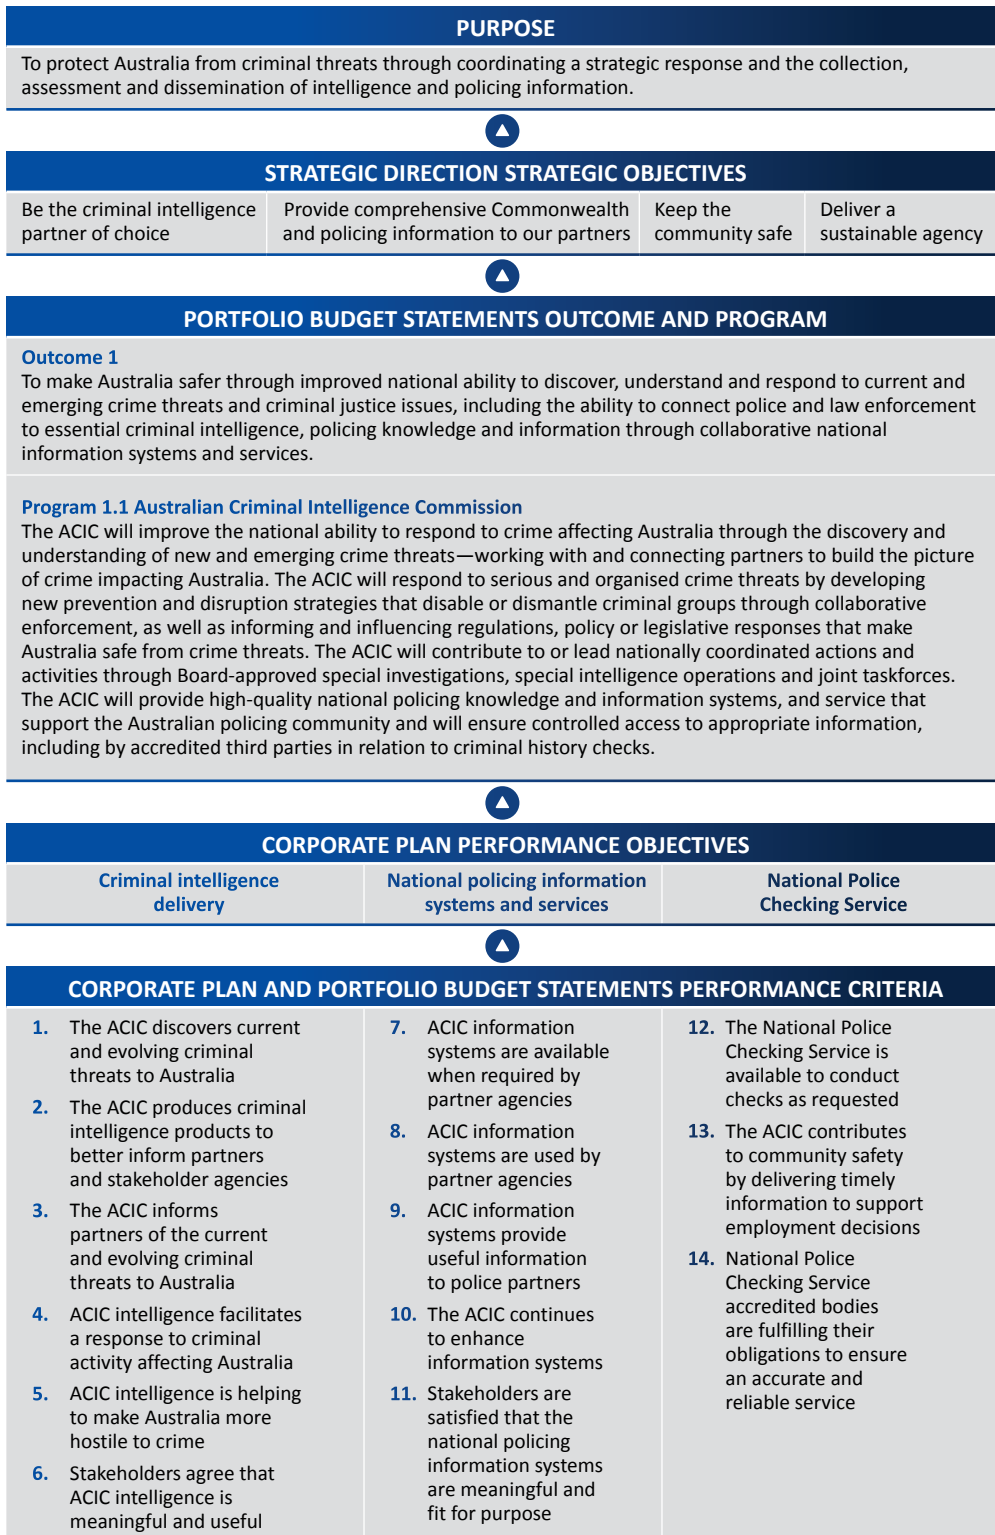 PURPOSE
To protect Australia from criminal threats through coordinating a strategic response and the collection,
assessment and dissemination of intelligence and policing information.
STRATEGIC DIRECTION STRATEGIC OBJECTIVES
Be the criminal intelligence
partner of choice
Provide comprehensive Commonwealth
and policing information to our partners
Keep the
community safe
Deliver a
sustainable agency
PORTFOLIO BUDGET STATEMENTS OUTCOME AND PROGRAM
Outcome 1
To make Australia safer through improved national ability to discover, understand and respond to current and
emerging crime threats and criminal justice issues, including the ability to connect police and law enforcement
to essential criminal intelligence, policing knowledge and information through collaborative national
information systems and services.
Program 1.1 Australian Criminal Intelligence Commission
The ACIC will improve the national ability to respond to crime affecting Australia through the discovery and
understanding of new and emerging crime threats—working with and connecting partners to build the picture
of crime impacting Australia. The ACIC will respond to serious and organised crime threats by developing
new prevention and disruption strategies that disable or dismantle criminal groups through collaborative
enforcement, as well as informing and influencing regulations, policy or legislative responses that make
Australia safe from crime threats. The ACIC will contribute to or lead nationally coordinated actions and
activities through Board-approved special investigations, special intelligence operations and joint taskforces.
The ACIC will provide high-quality national policing knowledge and information systems, and service that
support the Australian policing community and will ensure controlled access to appropriate information,
including by accredited third parties in relation to criminal history checks.
CORPORATE PLAN PERFORMANCE OBJECTIVES
Criminal intelligence
delivery
National policing information
systems and services
National Police
Checking Service
CORPORATE PLAN AND PORTFOLIO BUDGET STATEMENTS PERFORMANCE CRITERIA
1. The ACIC discovers current
and evolving criminal
threats to Australia
2. The ACIC produces criminal
intelligence products to
better inform partners
and stakeholder agencies
3. The ACIC informs
partners of the current
and evolving criminal
threats to Australia
4. ACIC intelligence facilitates
a response to criminal
activity affecting Australia
5. ACIC intelligence is helping
to make Australia more
hostile to crime
6. Stakeholders agree that
ACIC intelligence is
meaningful and useful
7. ACIC information
systems are available
when required by
partner agencies
8. ACIC information
systems are used by
partner agencies
9. ACIC information
systems provide
useful information
to police partners
10. The ACIC continues
to enhance
information systems
11. Stakeholders are
satisfied that the
national policing
information systems
are meaningful and
fit for purpose
12. The National Police
Checking Service is
available to conduct
checks as requested
13. The ACIC contributes
to community safety
by delivering timely
information to support
employment decisions
14. National Police
Checking Service
accredited bodies
are fulfilling their
obligations to ensure
an accurate and
reliable service